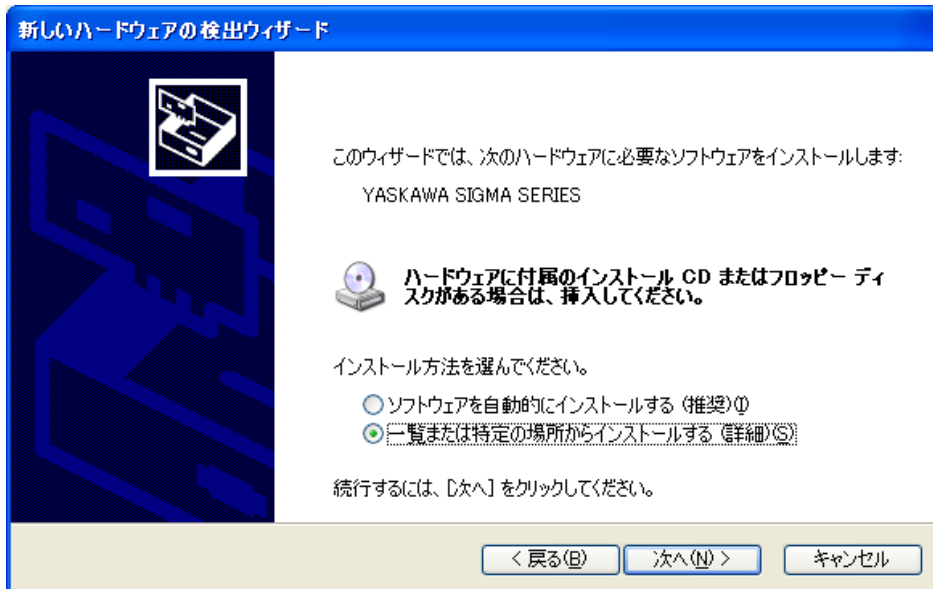 新しいハードウェアの検出ウィザード
このウィザードでは、次のハードウェアに必要なソフトウェアをインストールします:
YASKAWA SIGMA SERIES
ハードウェアに付属のインストール CD またはフロッピー ディ
スクがある場合は、挿入してください。
インストール方法を選んでください。
ソフトウェアを自動的にインストールする (推奨)(I)
一覧または特定の場所からインストールする (詳細)(S)
続行するには、[次へ] をクリックしてください。
< 戻る(B)
次へ(N) >
キャンセル